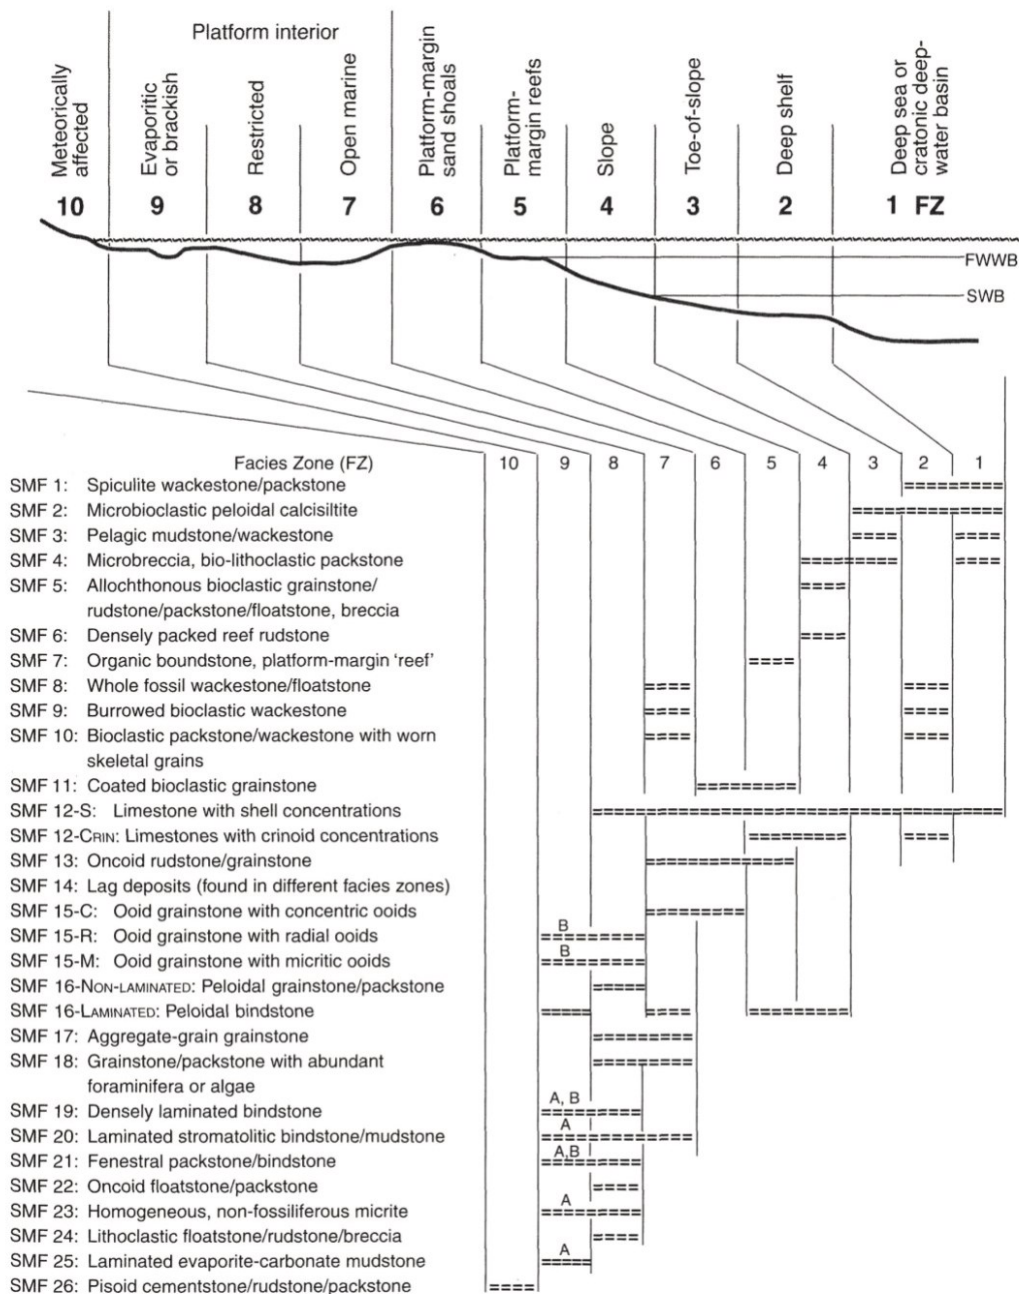 Platform interior
Meteorically
affected
Evaporitic
or brackish
Restricted
Open marine
Platform-margin
sand shoals
Platform-
margin reefs
Slope
Toe-of-slope
Deep shelf
Deep sea or
cratonic deep-
water basin
10 9 8 7 6 5 4 3 2 1 FZ
FWWB
SWB
Facies Zone (FZ) 10 9 8 7 6 5 4 3 2 1
SMF 1: Spiculite wackestone/packstone
SMF 2: Microbioclastic peloidal calcisiltite
SMF 3: Pelagic mudstone/wackestone
SMF 4: Microbreccia, bio-lithoclastic packstone
SMF 5: Allochthonous bioclastic grainstone/
rudstone/packstone/floatstone, breccia
SMF 6: Densely packed reef rudstone
SMF 7: Organic boundstone, platform-margin ‘reef’
SMF 8: Whole fossil wackestone/floatstone
SMF 9: Burrowed bioclastic wackestone
SMF 10: Bioclastic packstone/wackestone with worn
skeletal grains
SMF 11: Coated bioclastic grainstone
SMF 12-S: Limestone with shell concentrations
SMF 12-CRIN: Limestones with crinoid concentrations
SMF 13: Oncoid rudstone/grainstone
SMF 14: Lag deposits (found in different facies zones)
SMF 15-C: Ooid grainstone with concentric ooids
SMF 15-R: Ooid grainstone with radial ooids B
SMF 15-M: Ooid grainstone with micritic ooids B
SMF 16-NON-LAMINATED: Peloidal grainstone/packstone
SMF 16-LAMINATED: Peloidal bindstone
SMF 17: Aggregate-grain grainstone
SMF 18: Grainstone/packstone with abundant
foraminifera or algae
SMF 19: Densely laminated bindstone A, B
SMF 20: Laminated stromatolitic bindstone/mudstone A
SMF 21: Fenestral packstone/bindstone A,B
SMF 22: Oncoid floatstone/packstone
SMF 23: Homogeneous, non-fossiliferous micrite A
SMF 24: Lithoclastic floatstone/rudstone/breccia
SMF 25: Laminated evaporite-carbonate mudstone A
SMF 26: Pisoid cementstone/rudstone/packstone